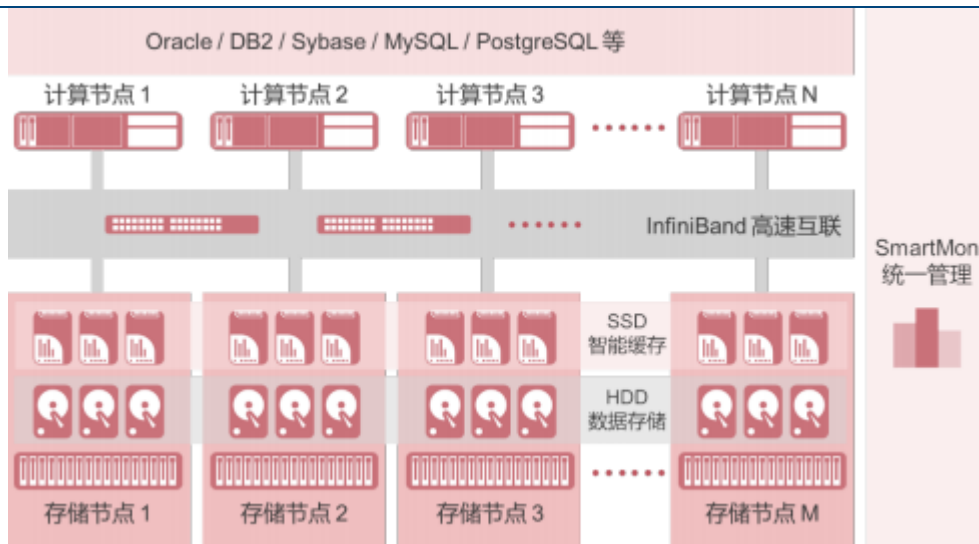 Oracle / DB2 / Sybase / MySQL / PostgreSQL 等
计算节点 1
计算节点 2
计算节点 3
计算节点 N
InfiniBand 高速互联
SmartMon
统一管理
SSD
智能缓存
HDD
数据存储
存储节点 1
存储节点 2
存储节点 3
存储节点 M